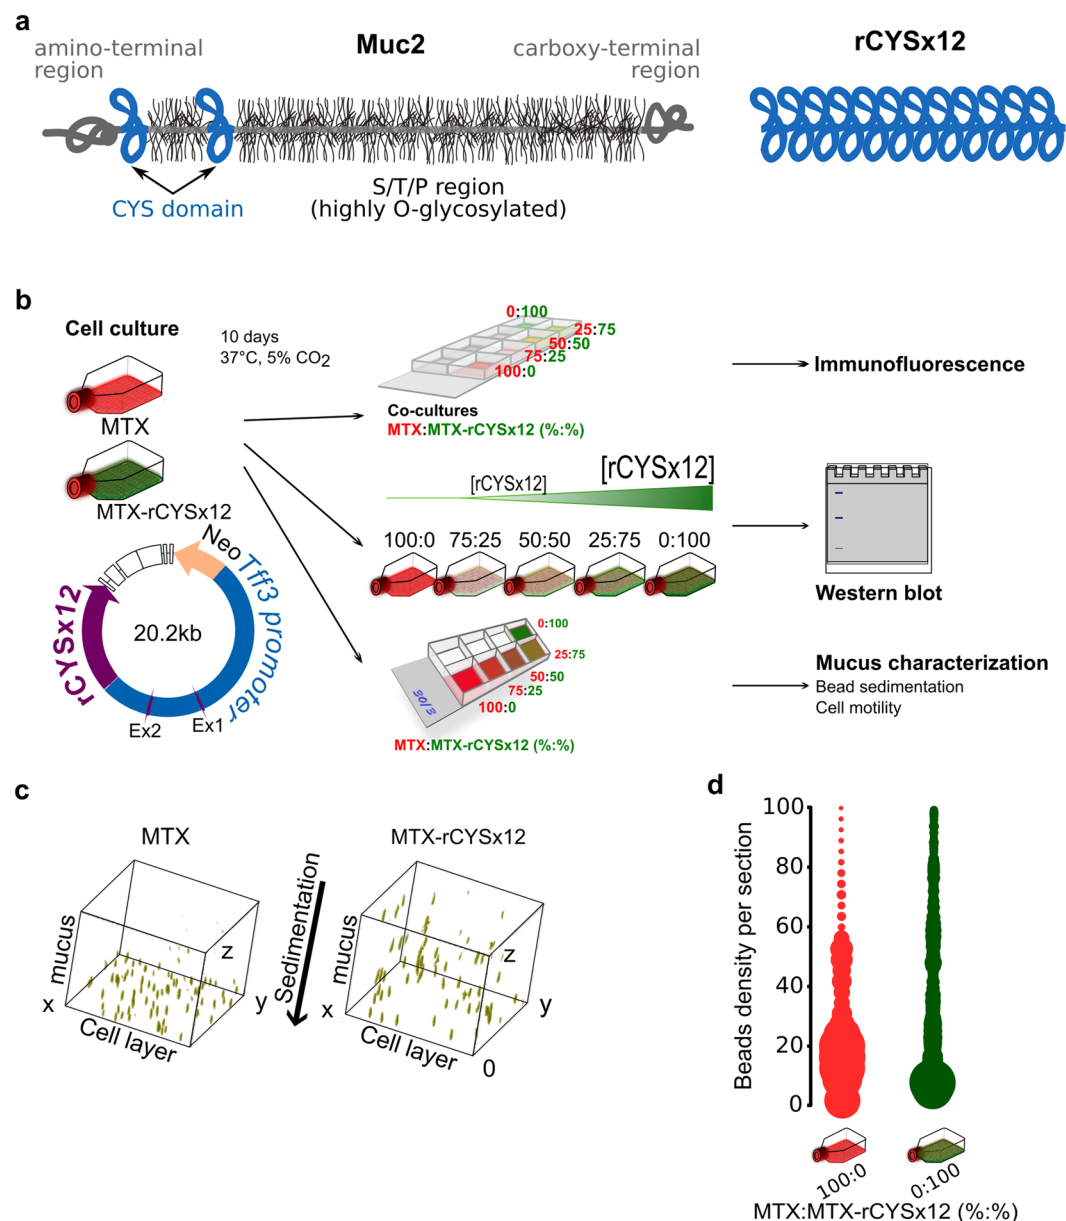 a
Muc2
rCYSx12
amino-terminal
region
carboxy-terminal
region
CYS domain
S/T/P region
(highly O-glycosylated)
b
Cell culture
MTX
MTX-rCYSx12
10 days
37°C, 5% CO2
0:100
25:75
50:50
75:25
100:0
Co-cultures
MTX:MTX-rCYSx12 (%:%)
Immunofluorescence
[rCYSx12]
[rCYSx12]
100:0 75:25 50:50 25:75 0:100
Western blot
Neo
Tff3 promoter
rCYSx12
20.2kb
Ex2
Ex1
0:100
25:75
50:50
75:25
100:0
30/3
MTX:MTX-rCYSx12 (%:%)
Mucus characterization
Bead sedimentation
Cell motility
c
MTX
mucus
x
z
y
Cell layer
Sedimentation
MTX-rCYSx12
mucus
x
z
y
Cell layer
0
d
Beads density per section
100
80
60
40
20
0
100:0
0:100
MTX:MTX-rCYSx12 (%:%)